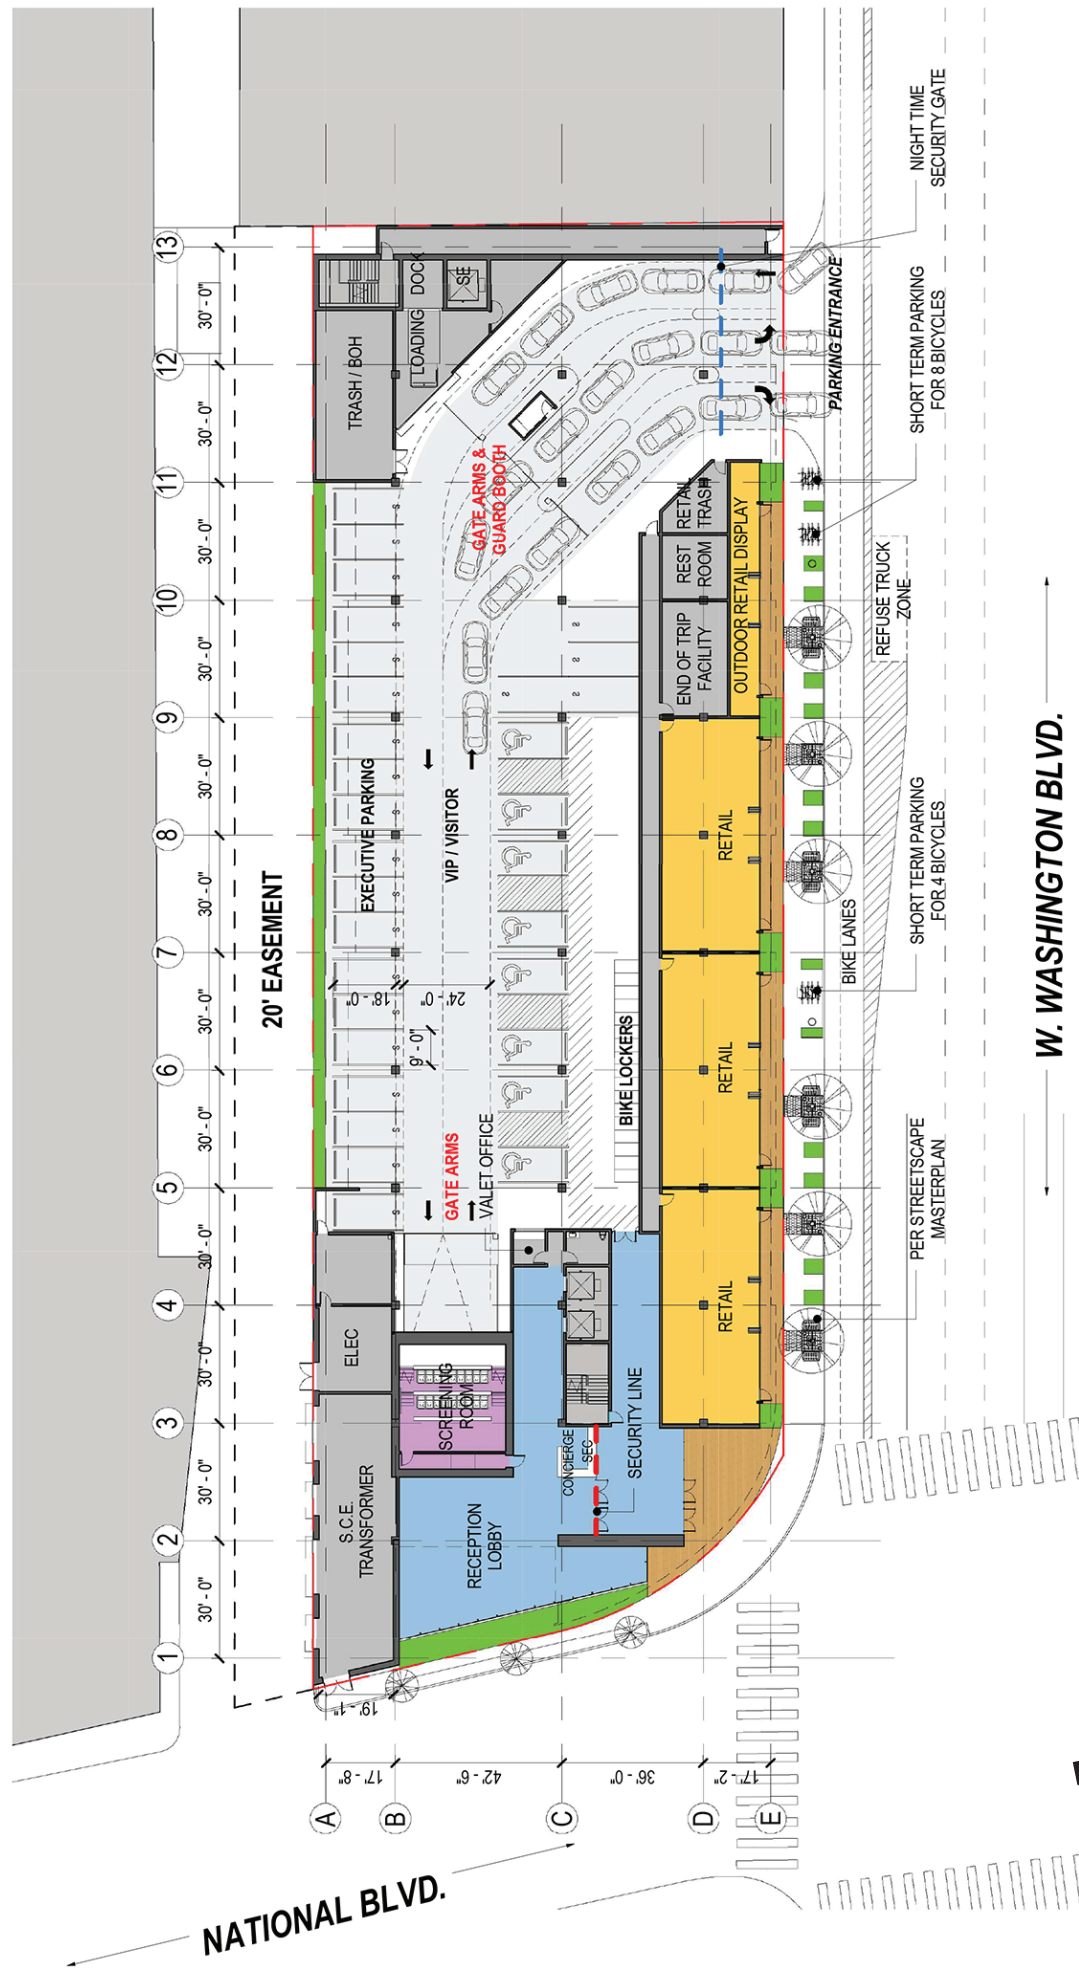 NATIONAL BLVD.
W. WASHINGTON BLVD.
20' EASEMENT
1
2
3
4
5
6
7
8
9
10
11
12
13
30' - 0"
30' - 0"
30' - 0"
30' - 0"
30' - 0"
30' - 0"
30' - 0"
30' - 0"
30' - 0"
30' - 0"
30' - 0"
30' - 0"
A
B
C
D
E
19' - 1"
17' - 8"
42' - 6"
36' - 0"
17' - 2"
S.C.E.
TRANSFORMER
ELEC
EXECUTIVE PARKING
TRASH / BOH
LOADING DOCK
SE
SCREENING
ROOM
RECEPTION
LOBBY
CONCIERGE
SEC
SECURITY LINE
GATE ARMS
VALET OFFICE
18' - 0"
24' - 0"
9' - 0"
VIP / VISITOR
GATE ARMS &
GUARD BOOTH
BIKE LOCKERS
RETAIL
RETAIL
RETAIL
END OF TRIP
FACILITY
REST
ROOM
RETAIL
TRASH
OUTDOOR RETAIL DISPLAY
PARKING ENTRANCE
PER STREETSCAPE
MASTERPLAN
BIKE LANES
SHORT TERM PARKING
FOR 4 BICYCLES
REFUSE TRUCK
ZONE
SHORT TERM PARKING
FOR 8 BICYCLES
NIGHT TIME
SECURITY GATE